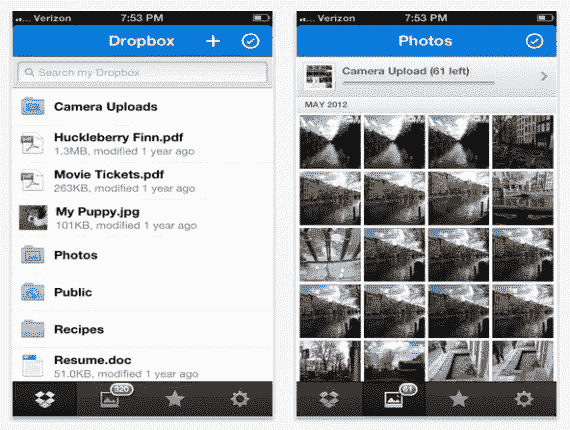 ... Verizon 7:53 PM
Dropbox
Search my Dropbox
Camera Uploads
Huckleberry Finn.pdf
1.3MB, modified 1 year ago
Movie Tickets.pdf
263KB, modified 1 year ago
My Puppy.jpg
101KB, modified 1 year ago
Photos
Public
Recipes
Resume.doc
51.0KB, modified 1 year ago
326
... Verizon 7:53 PM
Photos
Camera Upload (61 left)
MAY 2012
61